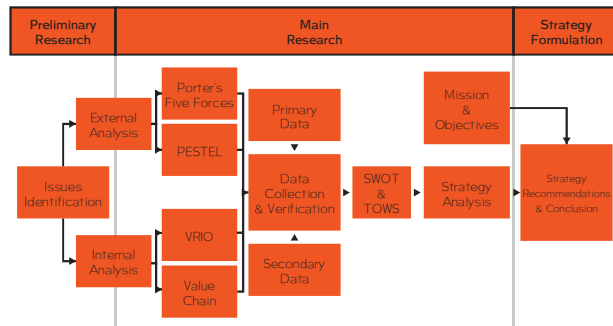 Preliminary
Research
Main
Research
Strategy
Formulation
Issues
Identification
External
Analysis
Internal
Analysis
Porter's
Five Forces
PESTEL
VRIO
Value
Chain
Primary
Data
Data
Collection
& Verification
Secondary
Data
SWOT
&
TOWS
Strategy
Analysis
Mission
&
Objectives
Strategy
Recommendations
& Conclusion